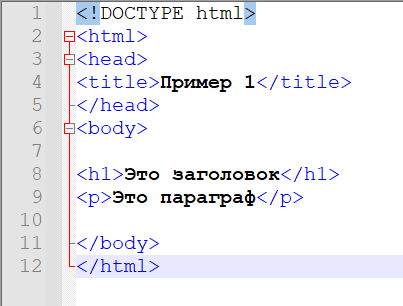 1 <!DOCTYPE html>
2 <html>
3 <head>
4 <title>Пример 1</title>
5 </head>
6 <body>
7
8 <h1>Это заголовок</h1>
9 <p>Это параграф</p>
10
11 </body>
12 </html>